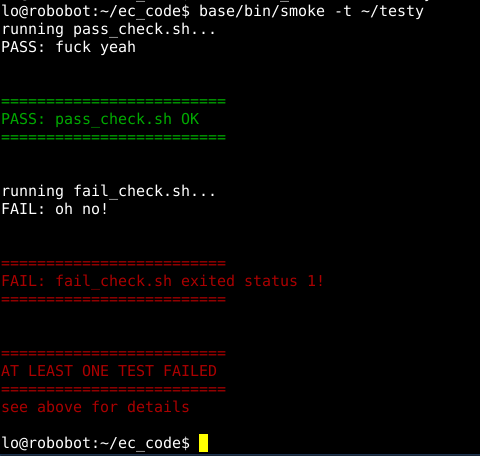 lo@robobot:~/ec_code$ base/bin/smoke -t ~/testy
running pass_check.sh...
PASS: fuck yeah
=========================
PASS: pass_check.sh OK
=========================
running fail_check.sh...
FAIL: oh no!
=========================
FAIL: fail_check.sh exited status 1!
=========================
=========================
AT LEAST ONE TEST FAILED
=========================
see above for details
lo@robobot:~/ec_code$